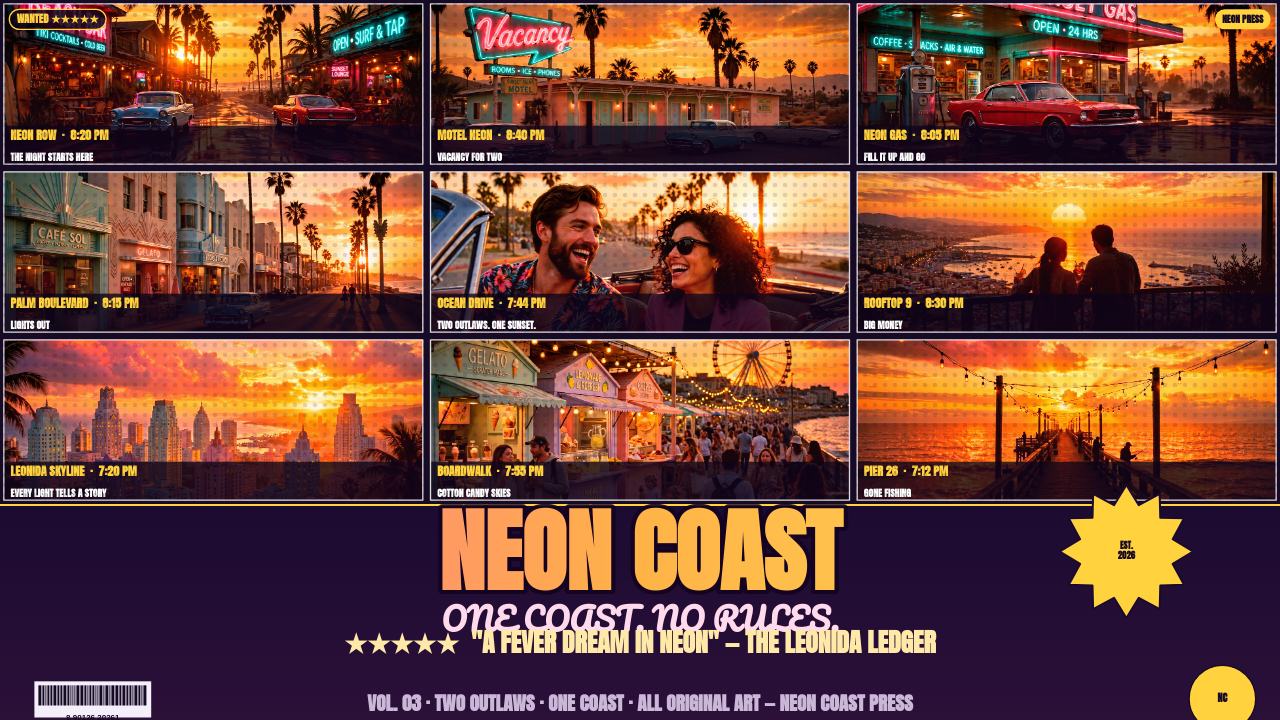 WANTED ★★★★★
TIKI COCKTAILS • COLD BEER
OPEN • SURF & TAP
SUNSET LOUNGE
NEON ROW · 8:20 PM
THE NIGHT STARTS HERE
Vacancy
ROOMS • ICE • PHONES
MOTEL
MOTEL KEON · 8:40 PM
VACANCY FOR TWO
NEON PRESS
GAS
OPEN • 24 HRS
COFFEE · SNACKS · AIR & WATER
NEON GAS · 8:05 PM
FILL IT UP AND GO
CAFÉ SOL
GELATO
PALM BOULEVARD · 8:15 PM
LIGHTS OUT
OCEAN DRIVE · 7:44 PM
TWO OUTLAWS. ONE SUNSET.
ROOFTOP 9 · 8:30 PM
BIG MONEY
LEONIDA SKYLINE · 7:20 PM
EVERY LIGHT TELLS A STORY
GELATO
BOARDWALK · 7:55 PM
COTTON CANDY SKIES
PIER 26 · 7:12 PM
GONE FISHING
NEON COAST
ONE COAST. NO RULES.
★★★★★ "A FEVER DREAM IN NEON" — THE LEONIDA LEDGER
VOL. 03 · TWO OUTLAWS · ONE COAST · ALL ORIGINAL ART — NEON COAST PRESS
EST.
2026
NC